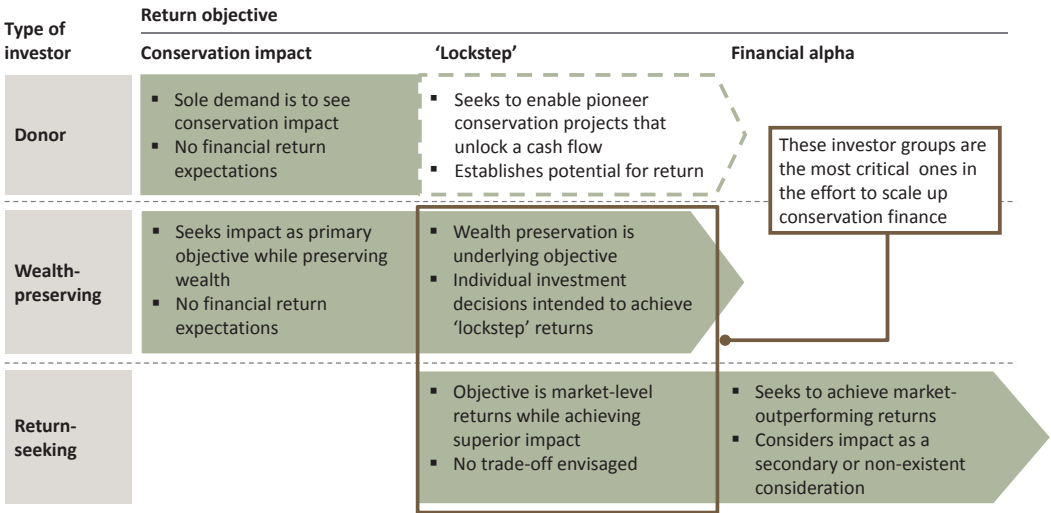 Type of
investor
Return objective
Conservation impact
‘Lockstep’
Financial alpha
Donor
▪ Sole demand is to see
conservation impact
▪ No financial return
expectations
▪ Seeks to enable pioneer
conservation projects that
unlock a cash flow
▪ Establishes potential for return
These investor groups are
the most critical ones in
the effort to scale up
conservation finance
Wealth-
preserving
▪ Seeks impact as primary
objective while preserving
wealth
▪ No financial return
expectations
▪ Wealth preservation is
underlying objective
▪ Individual investment
decisions intended to achieve
‘lockstep’ returns
Return-
seeking
▪ Objective is market-level
returns while achieving
superior impact
▪ No trade-off envisaged
▪ Seeks to achieve market-
outperforming returns
▪ Considers impact as a
secondary or non-existent
consideration